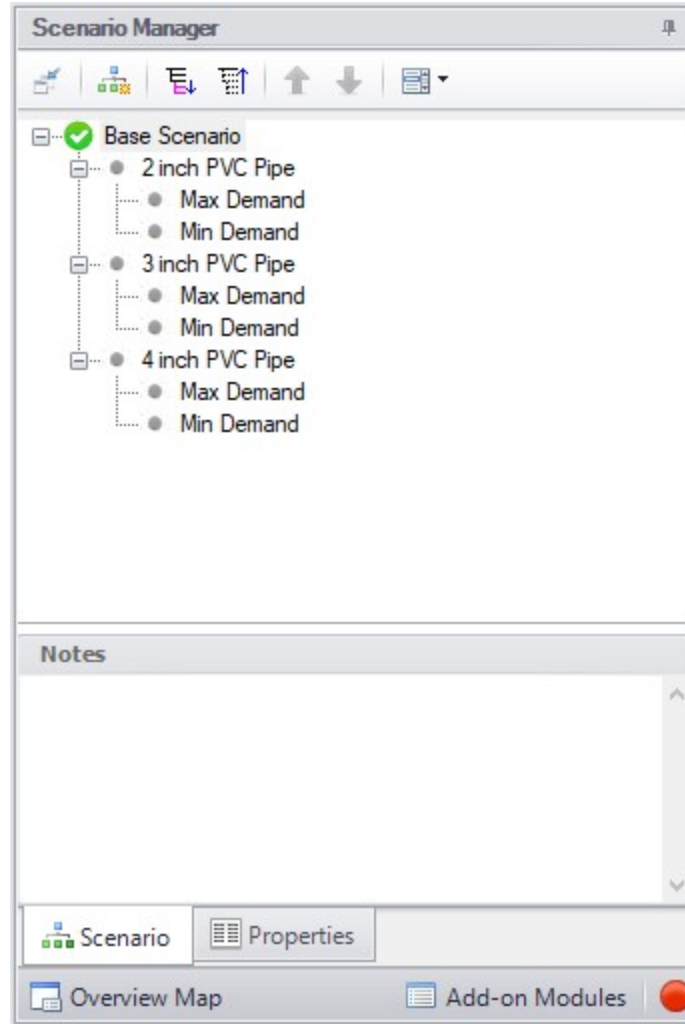 Scenario Manager
Base Scenario
2 inch PVC Pipe
Max Demand
Min Demand
3 inch PVC Pipe
Max Demand
Min Demand
4 inch PVC Pipe
Max Demand
Min Demand
Notes
Scenario
Properties
Overview Map
Add-on Modules